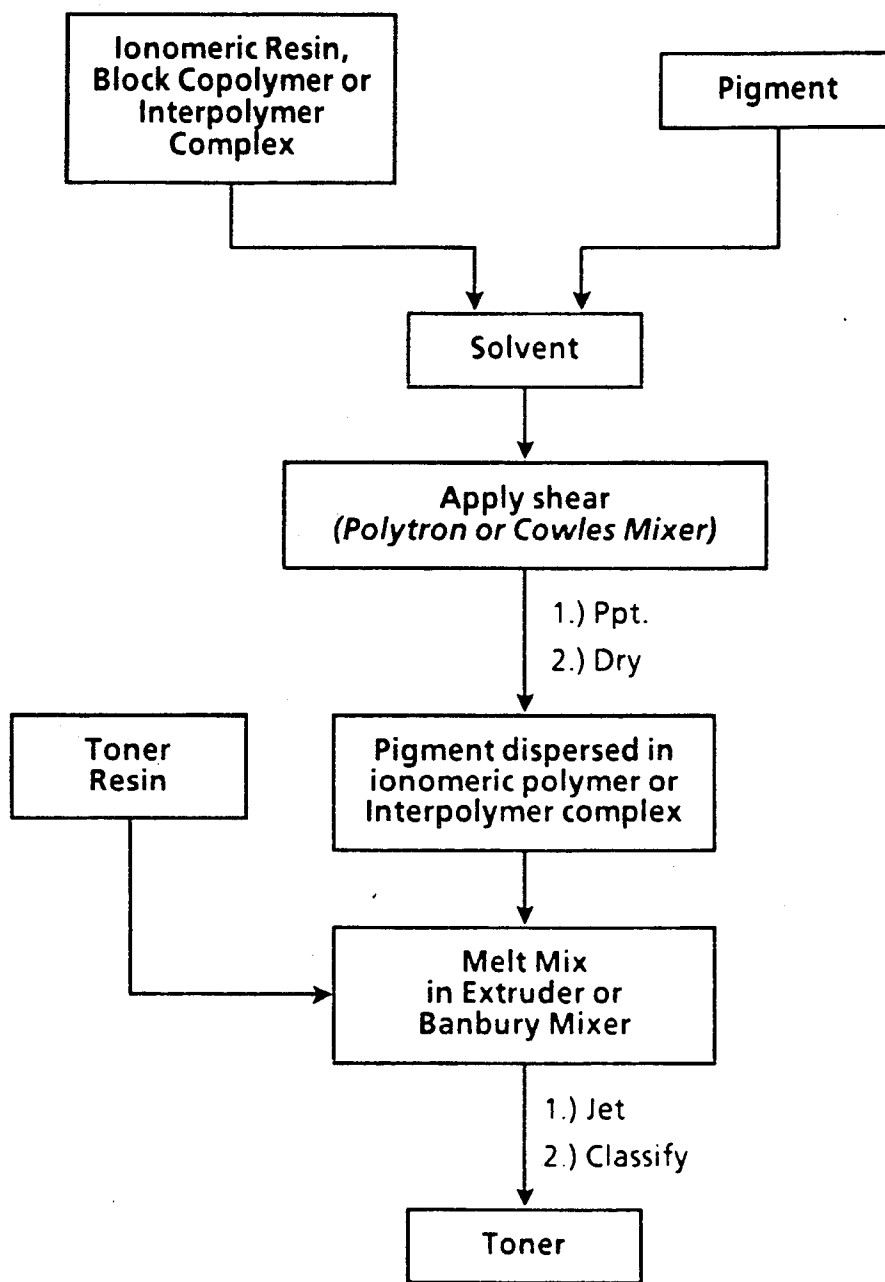 Ionomeric Resin,
Block Copolymer or
Interpolymer
Complex
Pigment
Solvent
Apply shear
(Polytron or Cowles Mixer)
1.) Ppt.
2.) Dry
Toner
Resin
Pigment dispersed in
ionomeric polymer or
Interpolymer complex
Melt Mix
in Extruder or
Banbury Mixer
1.) Jet
2.) Classify
Toner